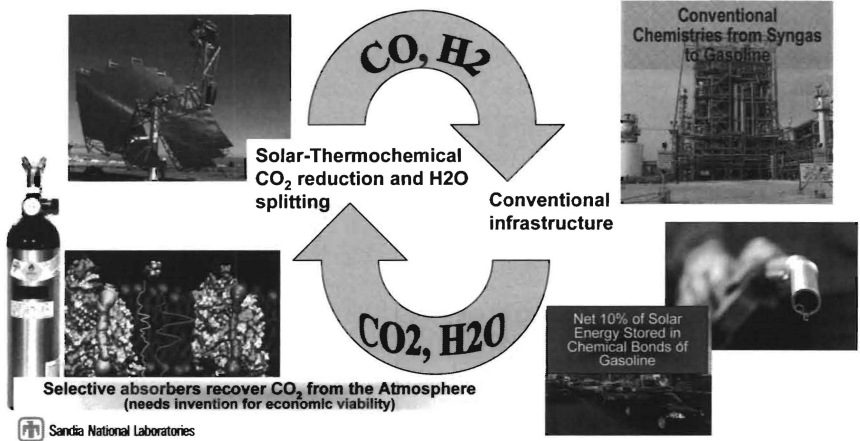 CO, H2
Conventional
Chemistries from Syngas
to Gasoline
Solar-Thermochemical
CO₂ reduction and H2O
splitting
Conventional
infrastructure
CO2, H2O
Net 10% of Solar
Energy Stored in
Chemical Bonds of
Gasoline
Selective absorbers recover CO₂ from the Atmosphere
(needs invention for economic viability)
Sandia National Laboratories